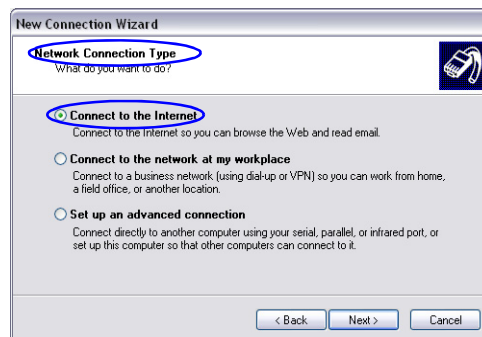 New Connection Wizard
Network Connection Type
What do you want to do?
Connect to the Internet
Connect to the Internet so you can browse the Web and read email.
Connect to the network at my workplace
Connect to a business network (using dial-up or VPN) so you can work from home,
a field office, or another location.
Set up an advanced connection
Connect directly to another computer using your serial, parallel, or infrared port, or
set up this computer so that other computers can connect to it.
< Back Next > Cancel